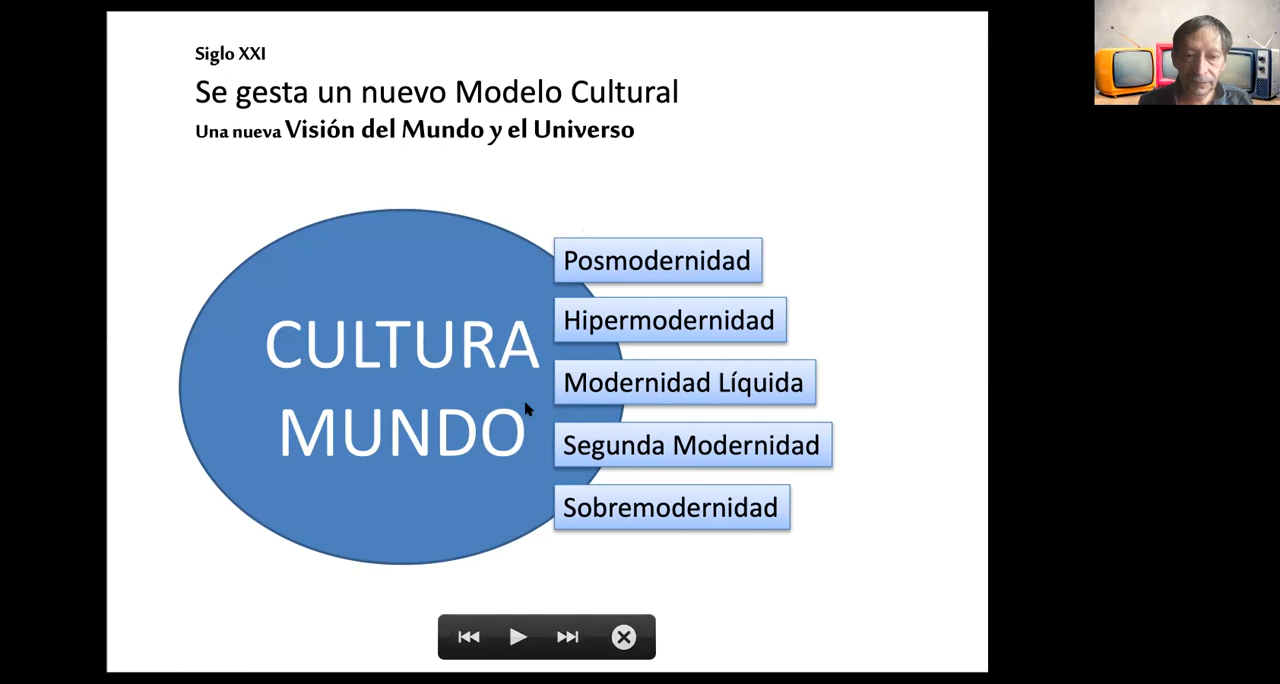 Siglo XXI
Se gesta un nuevo Modelo Cultural
Una nueva Visión del Mundo y el Universo
CULTURA
MUNDO
Posmodernidad
Hipermodernidad
Modernidad Líquida
Segunda Modernidad
Sobremodernidad